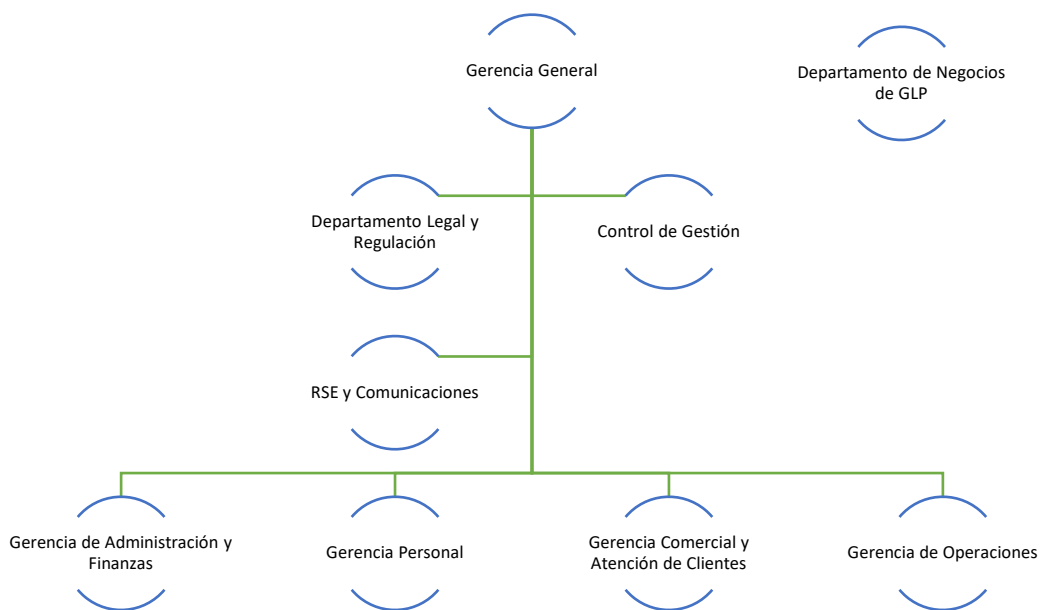 Gerencia General
Departamento de Negocios
de GLP
Departamento Legal y
Regulación
Control de Gestión
RSE y Comunicaciones
Gerencia de Administración y
Finanzas
Gerencia Personal
Gerencia Comercial y
Atención de Clientes
Gerencia de Operaciones